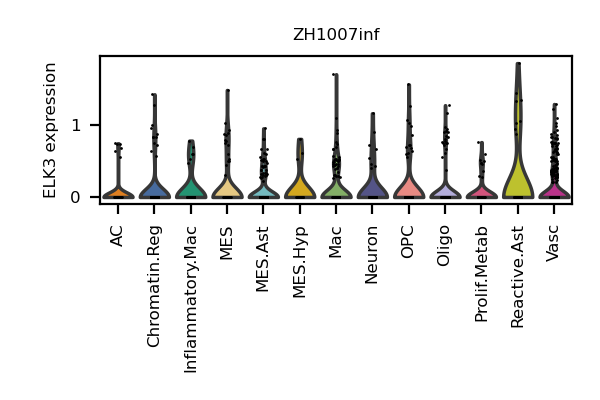 ZH1007inf
ELK3 expression
1
0
AC
Chromatin.Reg
Inflammatory.Mac
MES
MES.Ast
MES.Hyp
Mac
Neuron
OPC
Oligo
Prolif.Metab
Reactive.Ast
Vasc